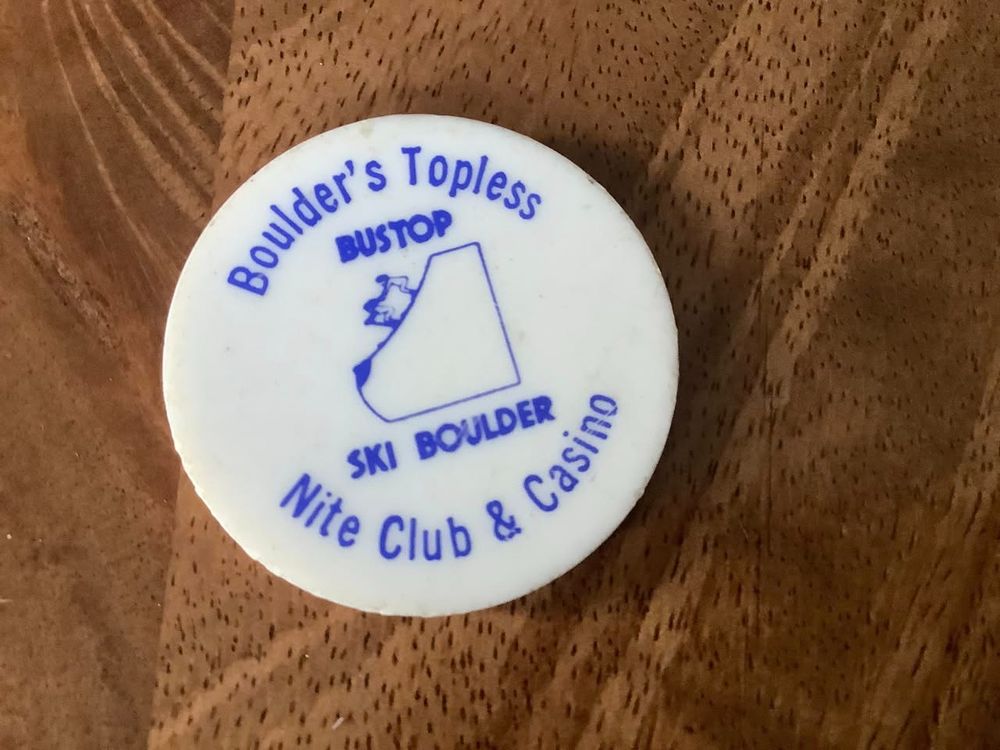 Boulder's Topless
BUSTOP
SKI BOULDER
Nite Club & Casino